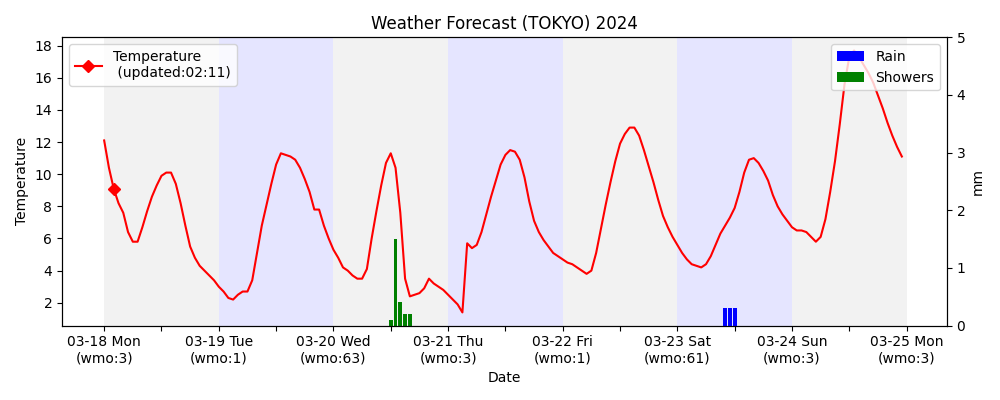 Weather Forecast (TOKYO) 2024
Temperature
(updated:02:11)
Rain
Showers
Temperature
18
16
14
12
10
8
6
4
2
5
4
3
2
1
0
mm
03-18 Mon
(wmo:3)
03-19 Tue
(wmo:1)
03-20 Wed
(wmo:63)
03-21 Thu
(wmo:3)
03-22 Fri
(wmo:1)
03-23 Sat
(wmo:61)
03-24 Sun
(wmo:3)
03-25 Mon
(wmo:3)
Date